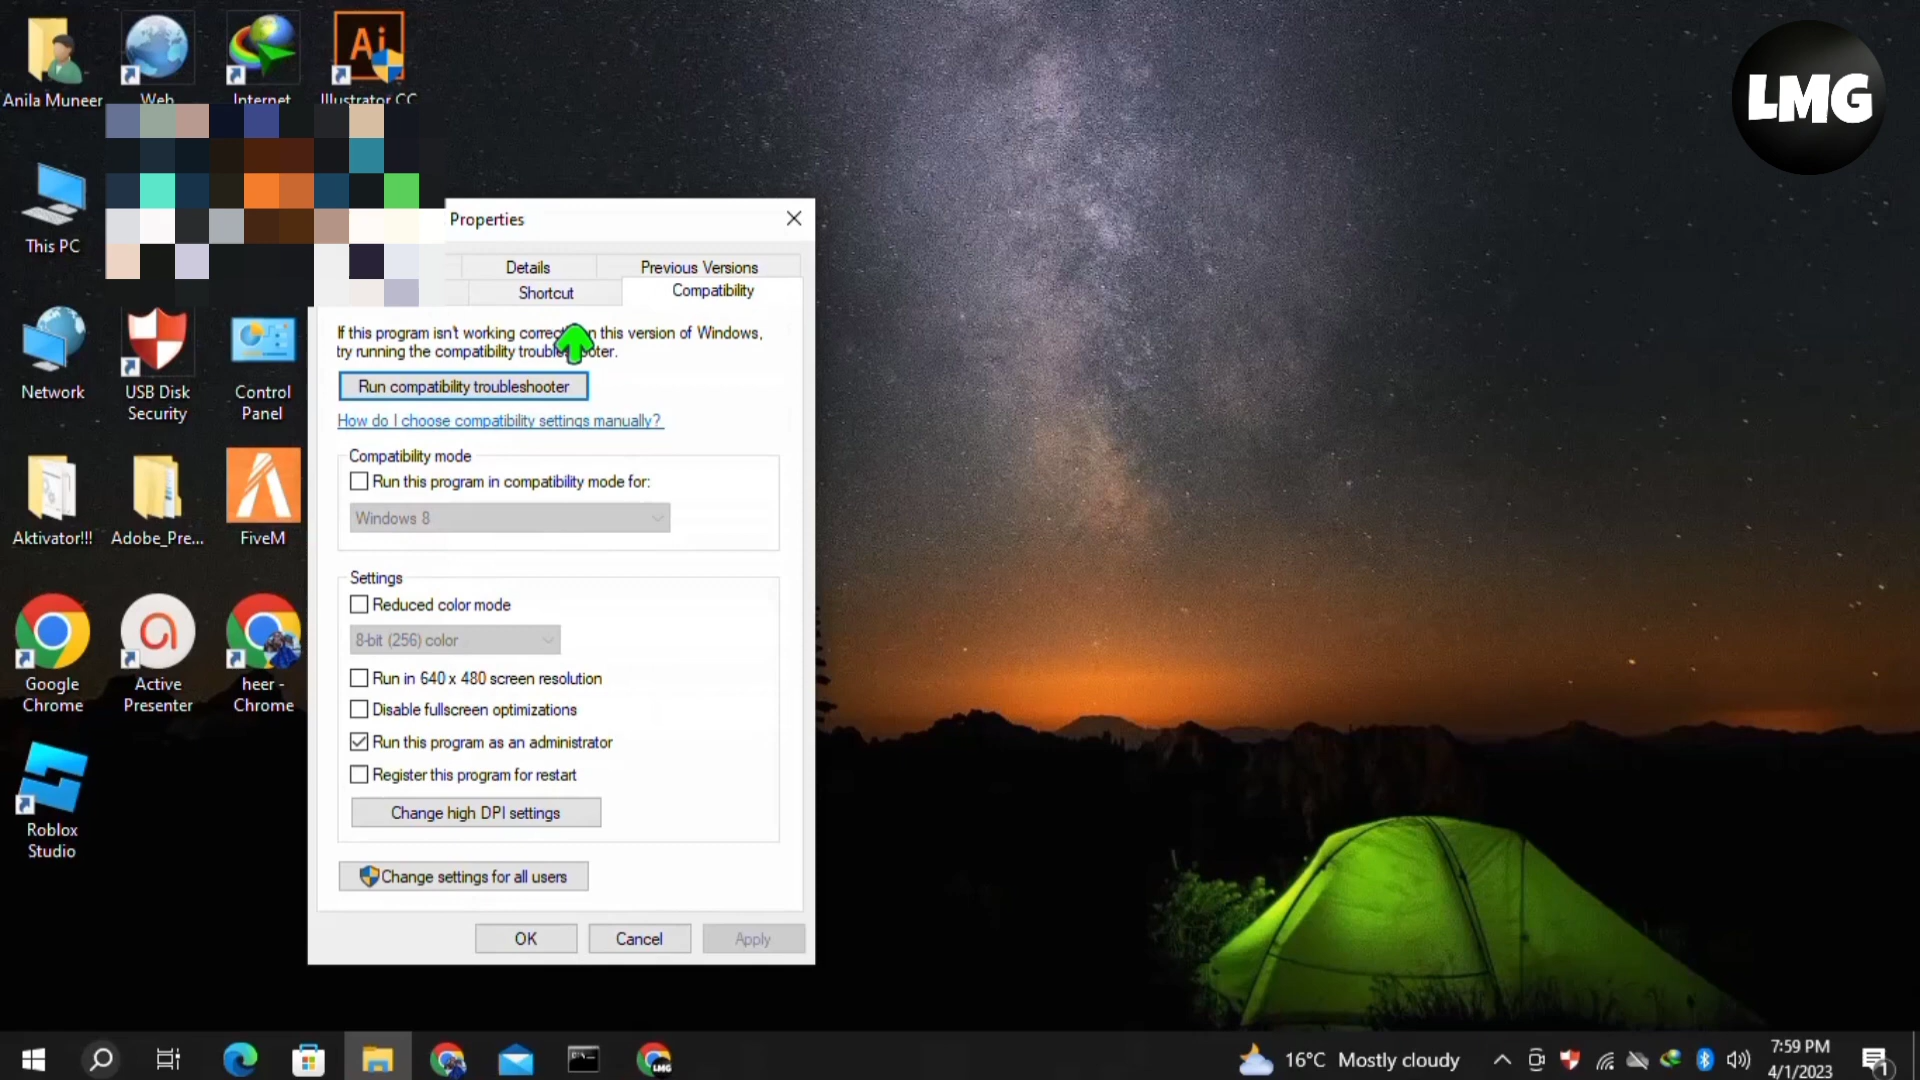 Ai
Anila Muneer
Web
Internet
Illustrator CC
LMG
This PC
Properties
Details
Previous Versions
Shortcut
Compatibility
If this program isn't working on this version of Windows,
try running the compatibility
Run compatibility troubleshooter
How do I choose compatibility settings manually?
Network
USB Disk
Security
Control
Panel
Compatibility mode
Run this program in compatibility mode for:
Windows 8
Aktivator!!!
Adobe_Pre...
FiveM
Settings
Reduced color mode
8-bit (256) color
Run in 640 x 480 screen resolution
Disable fullscreen optimizations
Run this program as an administrator
Register this program for restart
Change high DPI settings
Google
Chrome
Active
Presenter
heer -
Chrome
Roblox
Studio
Change settings for all users
OK
Cancel
Apply
LMG
16°C Mostly cloudy
7:59 PM
4/1/2023
1